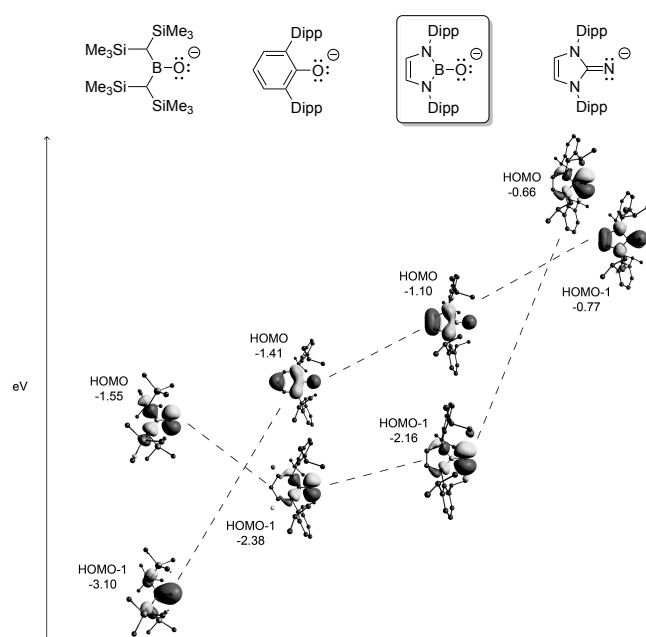 SiMe3
Me3Si
B–O
⊖
Me3Si
SiMe3
Dipp
O
⊖
Dipp
Dipp
N
B–O
⊖
N
Dipp
Dipp
N
N
⊖
N
Dipp
HOMO
-0.66
HOMO-1
-0.77
HOMO
-1.10
HOMO
-1.41
eV
HOMO
-1.55
HOMO-1
-2.16
HOMO-1
-2.38
HOMO-1
-3.10